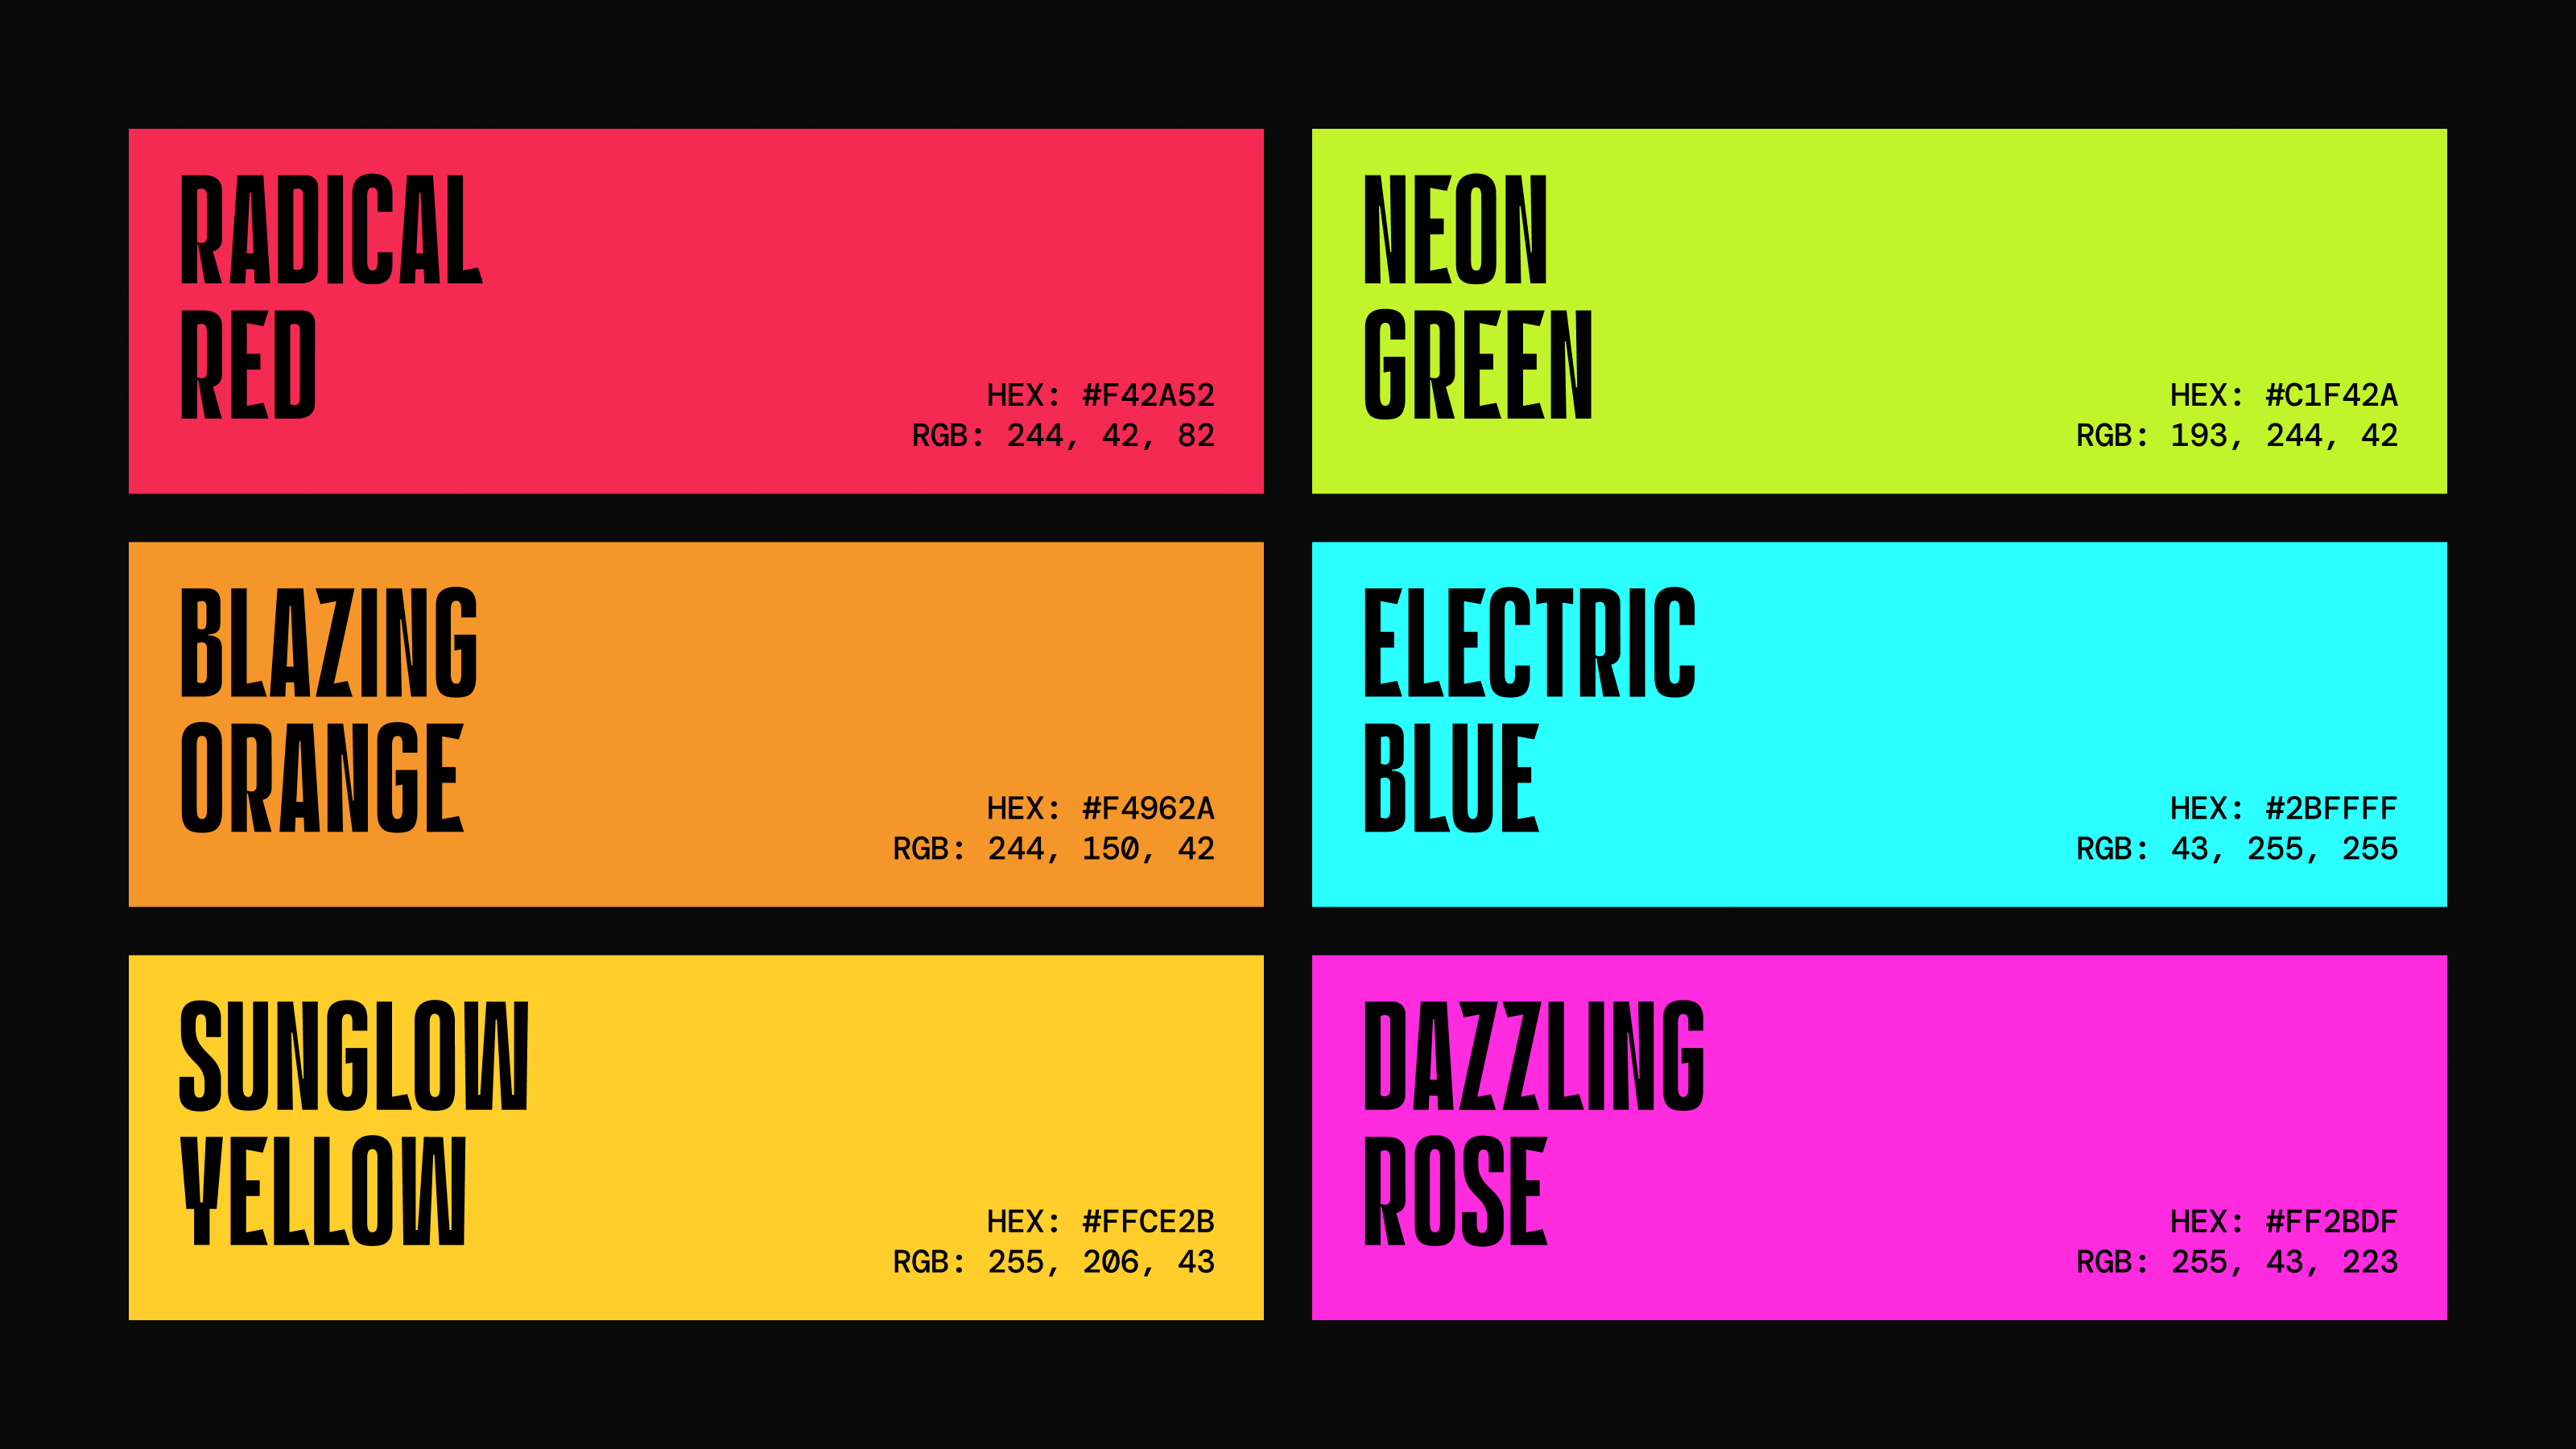 RADICAL
RED
HEX: #F42A52
RGB: 244, 42, 82
NEON
GREEN
HEX: #C1F42A
RGB: 193, 244, 42
BLAZING
ORANGE
HEX: #F4962A
RGB: 244, 150, 42
ELECTRIC
BLUE
HEX: #2BFFFF
RGB: 43, 255, 255
SUNGLOW
YELLOW
HEX: #FFCE2B
RGB: 255, 206, 43
DAZZLING
ROSE
HEX: #FF2BDF
RGB: 255, 43, 223